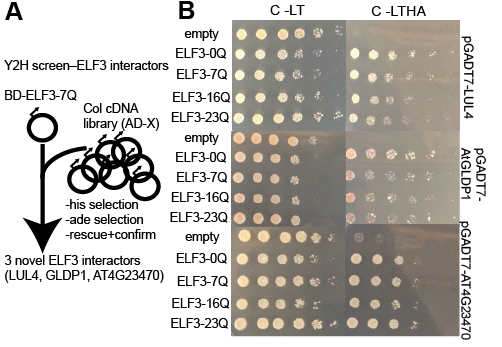 A
Y2H screen–ELF3 interactors
BD-ELF3-7Q
Col cDNA
library (AD-X)
-his selection
-ade selection
-rescue+confirm
3 novel ELF3 interactors
(LUL4, GLDP1, AT4G23470)
B
C -LT
C -LTHA
empty
ELF3-0Q
ELF3-7Q
ELF3-16Q
ELF3-23Q
pGADT7-LUL4
empty
ELF3-0Q
ELF3-7Q
ELF3-16Q
ELF3-23Q
pGADT7-
AtGLDP1
empty
ELF3-0Q
ELF3-7Q
ELF3-16Q
ELF3-23Q
pGADT7-AT4G23470